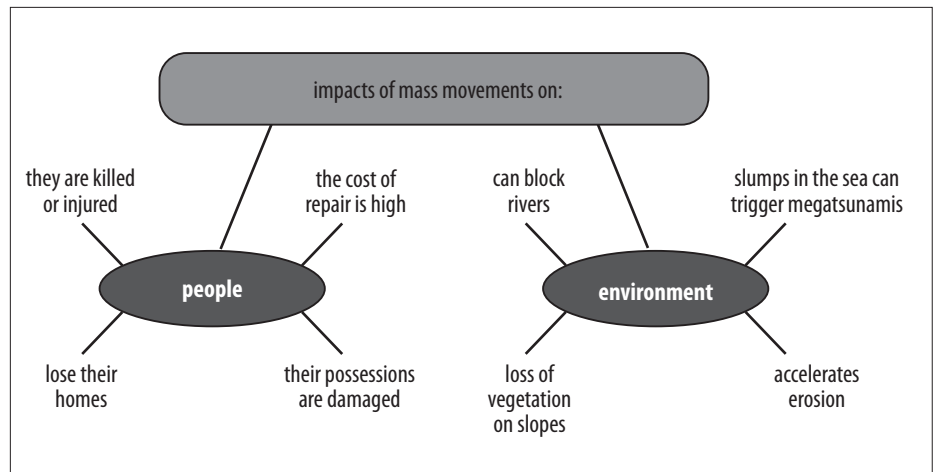 impacts of mass movements on:
they are killed
or injured
the cost of
repair is high
people
lose their
homes
their possessions
are damaged
can block
rivers
slumps in the sea can
trigger megatsunamis
environment
loss of
vegetation
on slopes
accelerates
erosion